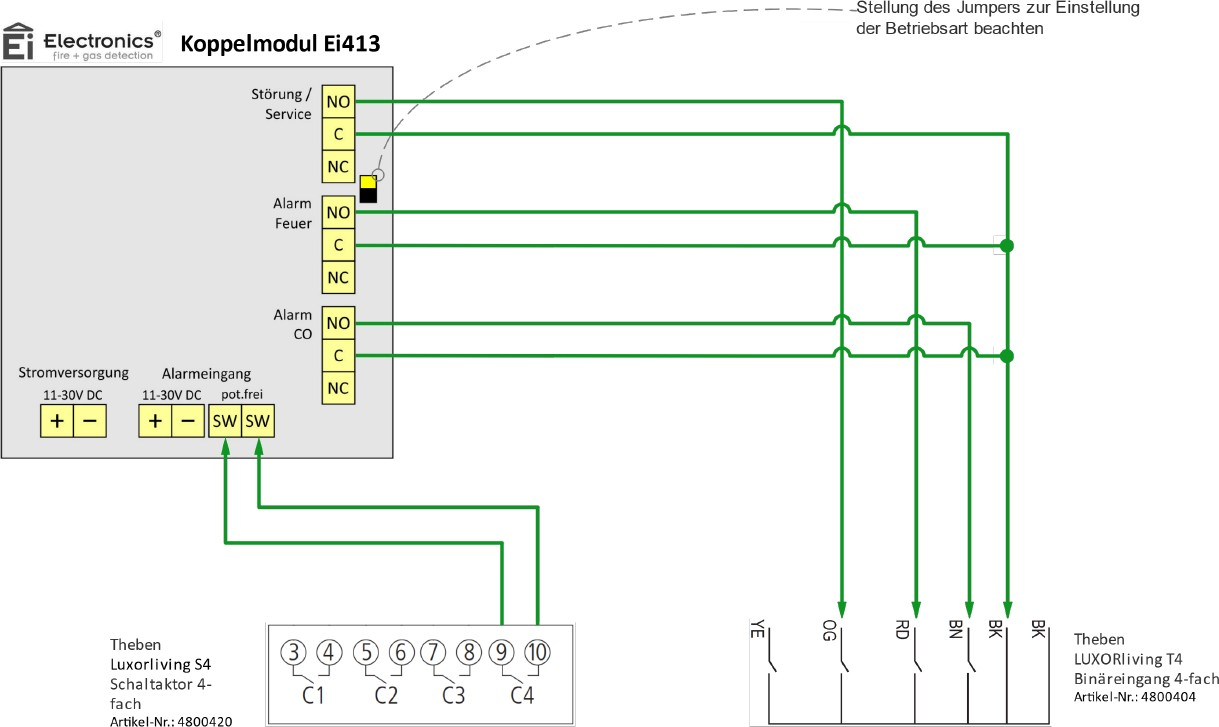 Stellung des Jumpers zur Einstellung
der Betriebsart beachten
Ei Electronics®
fire + gas detection
Koppelmodul Ei413
Störung /
Service
NO
C
NC
Alarm
Feuer
NO
C
NC
Alarm
CO
NO
C
NC
Stromversorgung
11-30V DC
+ −
Alarmeingang
11-30V DC pot.frei
+ − SW SW
Theben
Luxorliving S4
Schaltaktor 4-
fach
Artikel-Nr.: 4800420
3 4 5 6 7 8 9 10
C1 C2 C3 C4
YE OG RD BN BK BK
Theben
LUXORliving T4
Binäreingang 4-fach
Artikel-Nr.: 4800404